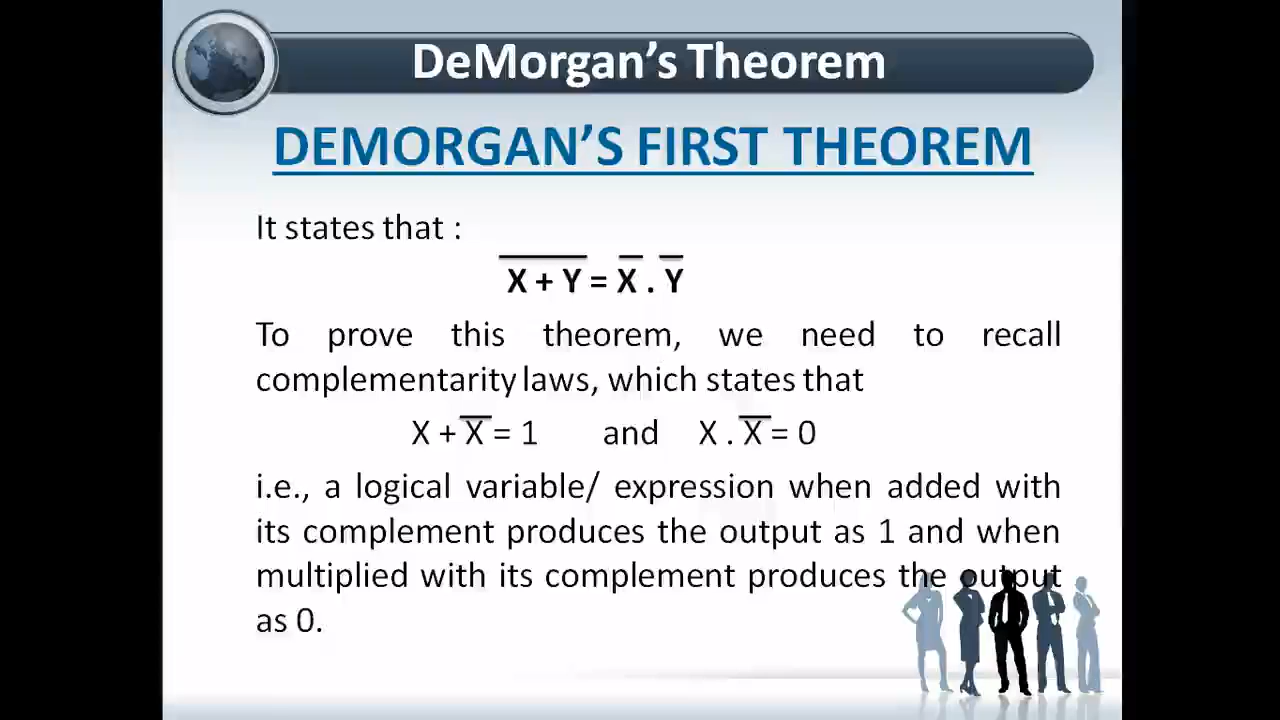 DeMorgan’s Theorem
DEMORGAN’S FIRST THEOREM
It states that :
X̅ ̅+̅ ̅Y̅ = X̅ . Y̅
To prove this theorem, we need to recall
complementarity laws, which states that
X + X̅ = 1 and X . X̅ = 0
i.e., a logical variable/ expression when added with
its complement produces the output as 1 and when
multiplied with its complement produces the output
as 0.